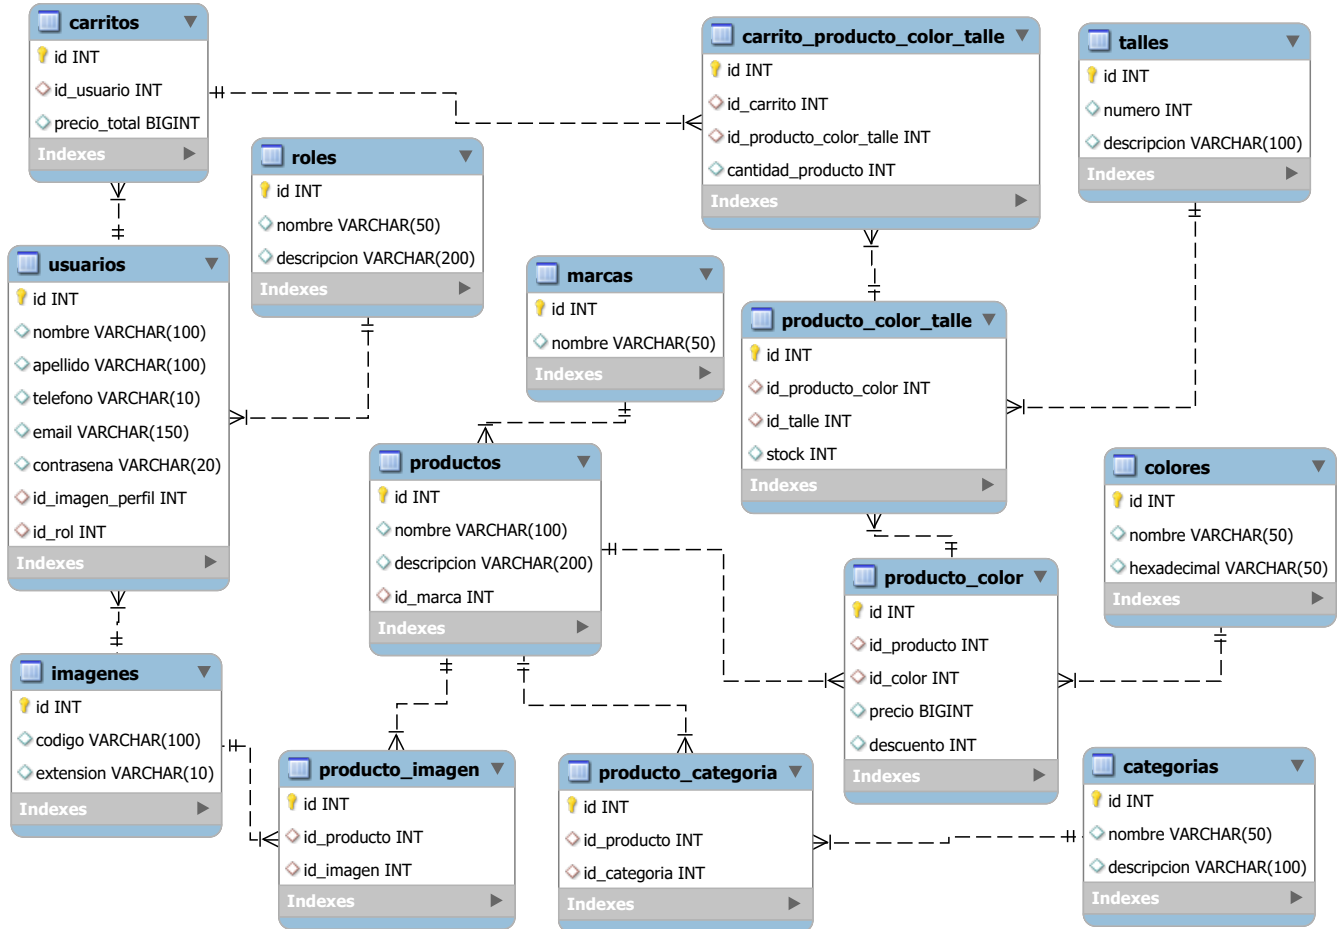 carritos
id INT
id_usuario INT
precio_total BIGINT
Indexes
carrito_producto_color_talle
id INT
id_carrito INT
id_producto_color_talle INT
cantidad_producto INT
Indexes
talles
id INT
numero INT
descripcion VARCHAR(100)
Indexes
roles
id INT
nombre VARCHAR(50)
descripcion VARCHAR(200)
Indexes
usuarios
id INT
nombre VARCHAR(100)
apellido VARCHAR(100)
telefono VARCHAR(10)
email VARCHAR(150)
contrasena VARCHAR(20)
id_imagen_perfil INT
id_rol INT
Indexes
marcas
id INT
nombre VARCHAR(50)
Indexes
producto_color_talle
id INT
id_producto_color INT
id_talle INT
stock INT
Indexes
productos
id INT
nombre VARCHAR(100)
descripcion VARCHAR(200)
id_marca INT
Indexes
colores
id INT
nombre VARCHAR(50)
hexadecimal VARCHAR(50)
Indexes
producto_color
id INT
id_producto INT
id_color INT
precio BIGINT
descuento INT
Indexes
imagenes
id INT
codigo VARCHAR(100)
extension VARCHAR(10)
Indexes
producto_imagen
id INT
id_producto INT
id_imagen INT
Indexes
producto_categoria
id INT
id_producto INT
id_categoria INT
Indexes
categorias
id INT
nombre VARCHAR(50)
descripcion VARCHAR(100)
Indexes